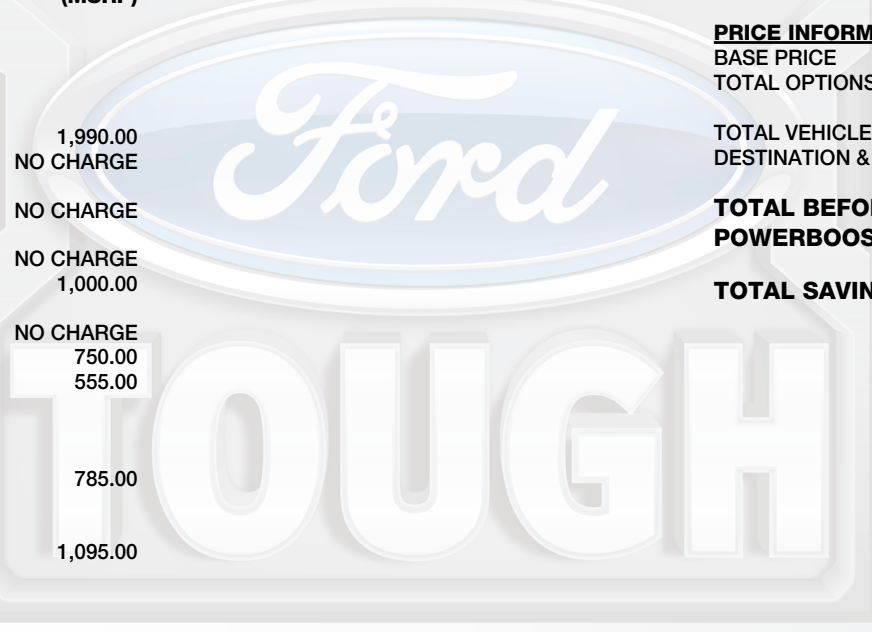 (MSRP)
1,990.00
NO CHARGE
NO CHARGE
NO CHARGE
1,000.00
NO CHARGE
750.00
555.00
785.00
1,095.00
PRICE INFORM
BASE PRICE
TOTAL OPTIONS
TOTAL VEHICLE
DESTINATION &
TOTAL BEFO
POWERBOOS
TOTAL SAVIN
Ford
TOUGH